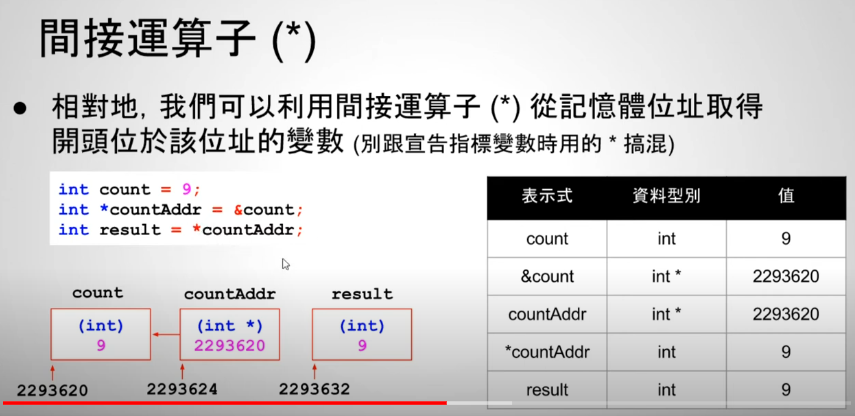 間接運算子 (*)
● 相對地, 我們可以利用間接運算子 (*) 從記憶體位址取得
開頭位於該位址的變數 (別跟宣告指標變數時用的 * 搞混)
int count = 9;
int *countAddr = &count;
int result = *countAddr;
count countAddr result
(int) (int *) (int)
9 2293620 9
2293620 2293624 2293632
表示式 資料型別 值
count int 9
&count int * 2293620
countAddr int * 2293620
*countAddr int 9
result int 9